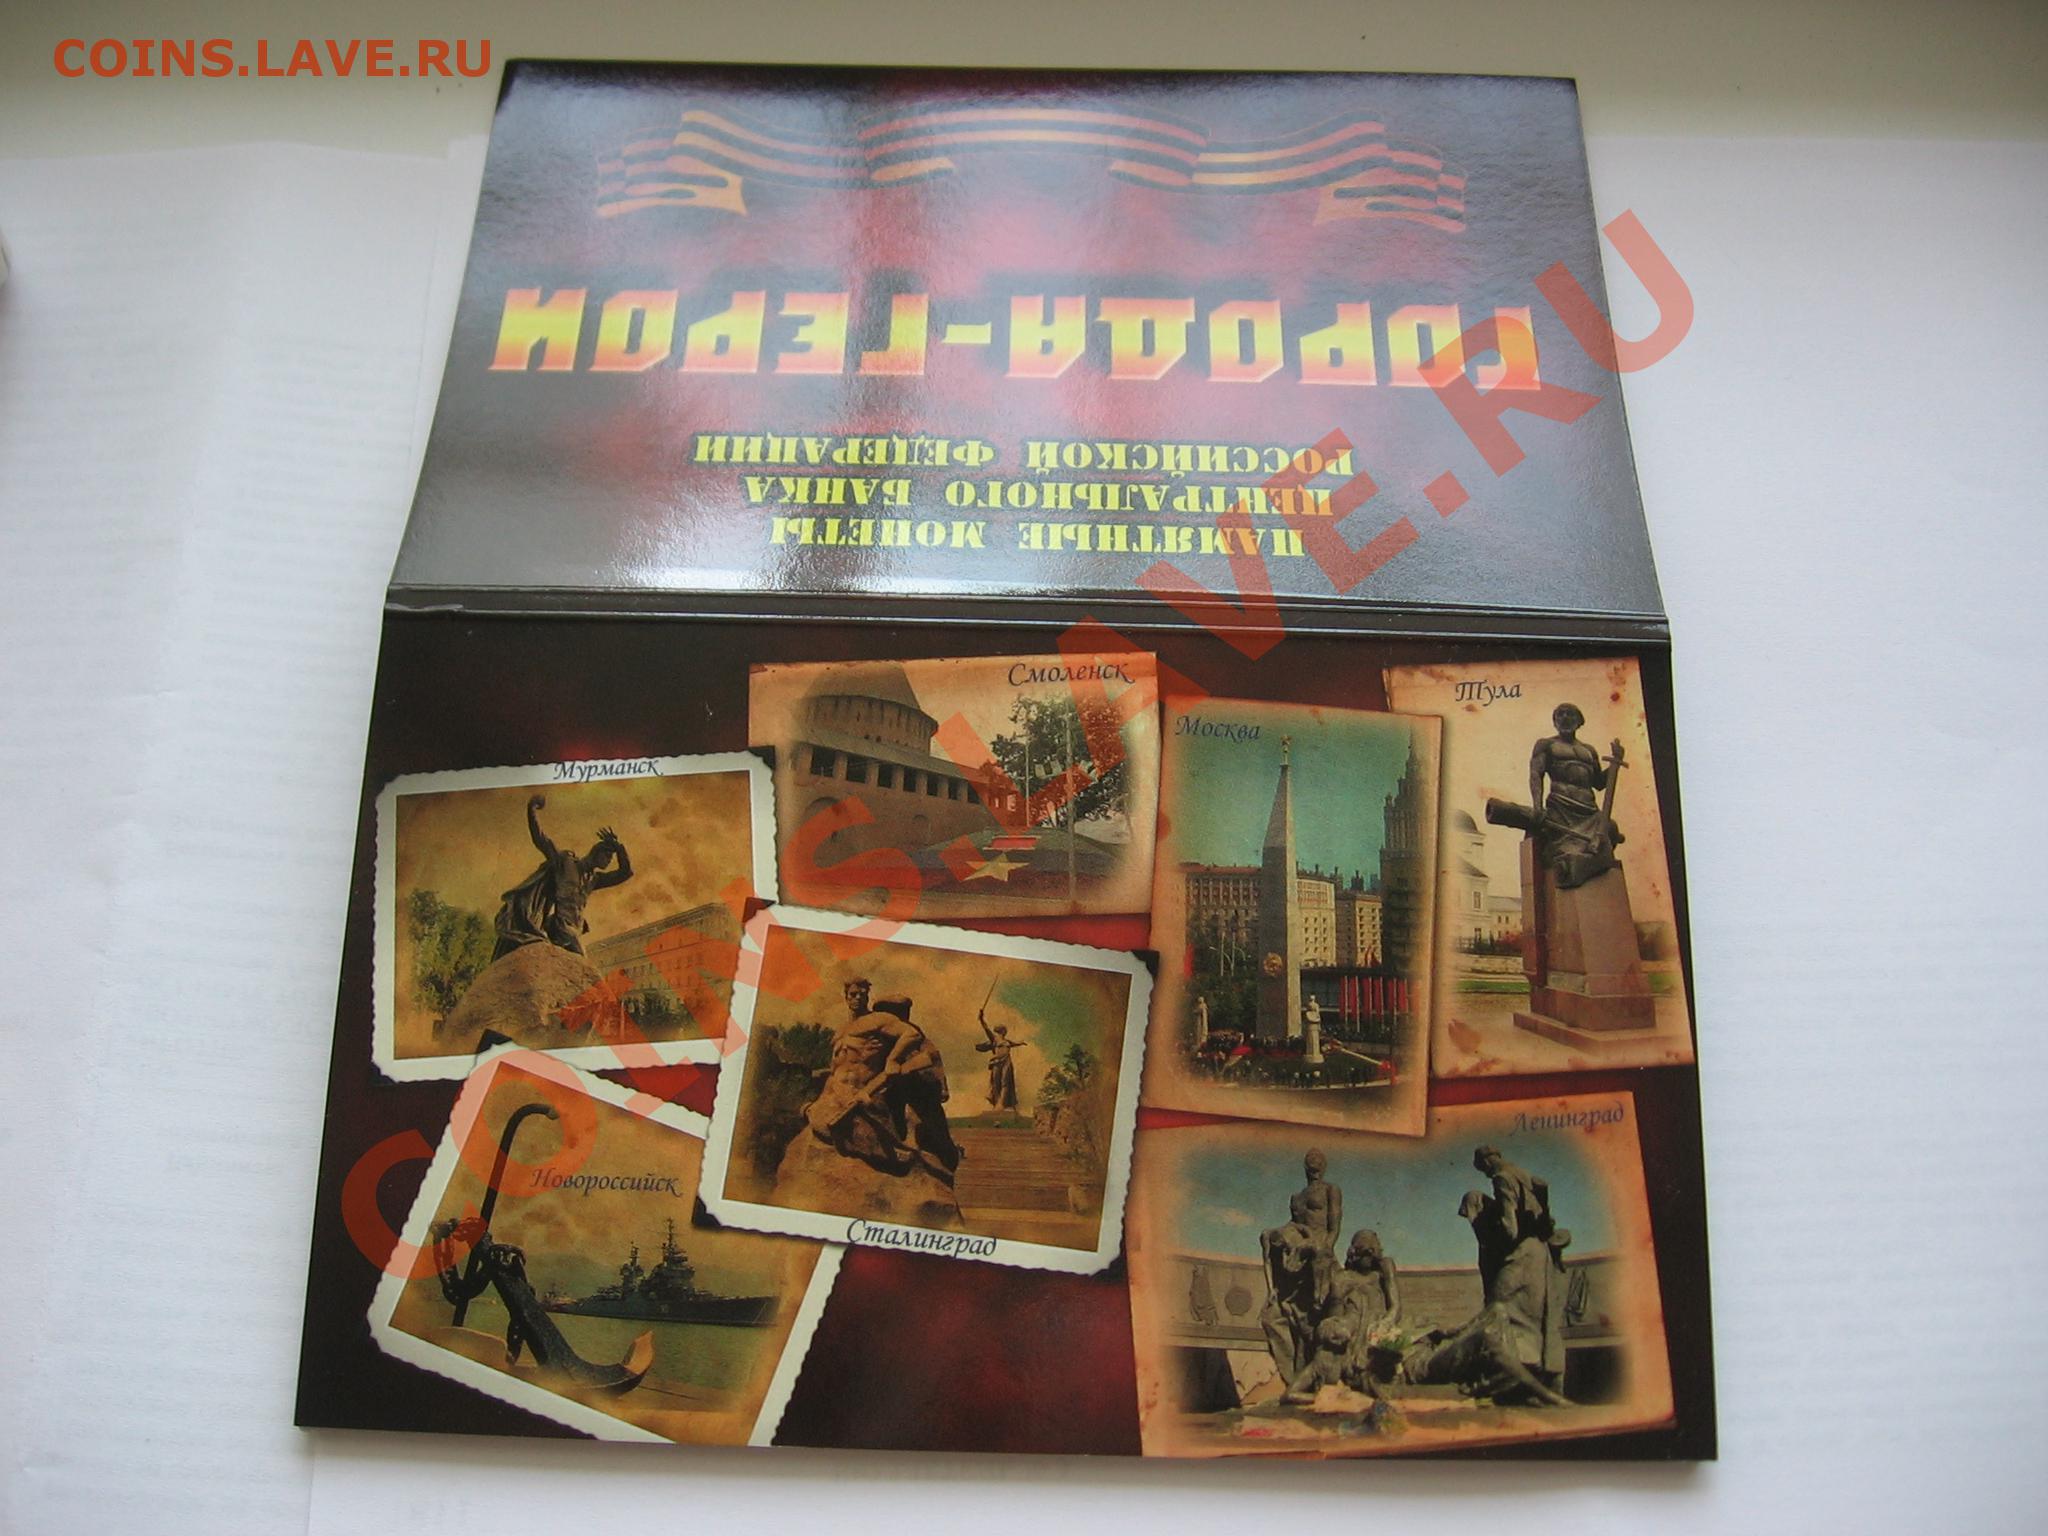 COINS.LAVE.RU
ГОРОДА-ГЕРОИ
ПАМЯТНЫЕ МОНЕТЫ
ЦЕНТРАЛЬНОГО БАНКА
РОССИЙСКОЙ ФЕДЕРАЦИИ
Смоленск
Тула
Москва
Мурманск
Ленинград
Новороссийск
Сталинград
COINS.LAVE.RU